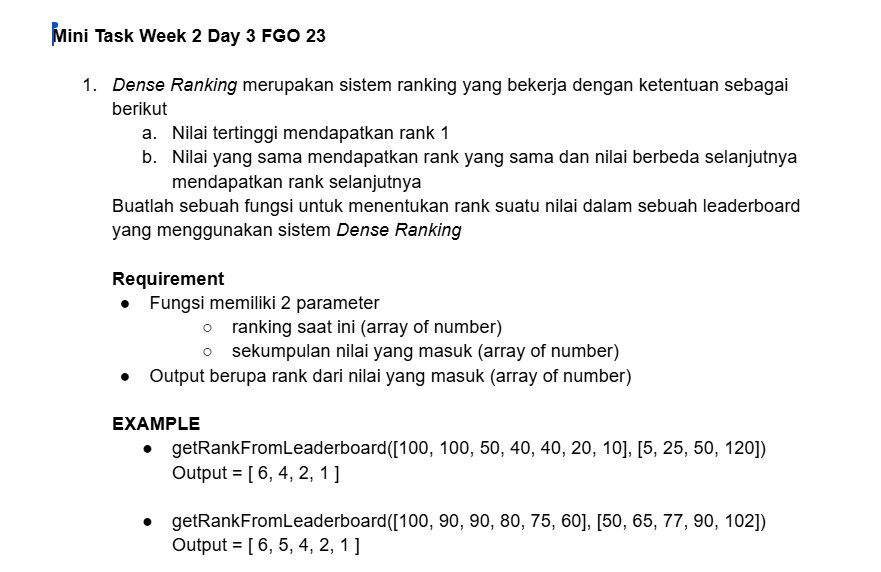 Mini Task Week 2 Day 3 FGO 23
1. Dense Ranking merupakan sistem ranking yang bekerja dengan ketentuan sebagai
berikut
a. Nilai tertinggi mendapatkan rank 1
b. Nilai yang sama mendapatkan rank yang sama dan nilai berbeda selanjutnya
mendapatkan rank selanjutnya
Buatlah sebuah fungsi untuk menentukan rank suatu nilai dalam sebuah leaderboard
yang menggunakan sistem Dense Ranking
Requirement
● Fungsi memiliki 2 parameter
○ ranking saat ini (array of number)
○ sekumpulan nilai yang masuk (array of number)
● Output berupa rank dari nilai yang masuk (array of number)
EXAMPLE
● getRankFromLeaderboard([100, 100, 50, 40, 40, 20, 10], [5, 25, 50, 120])
Output = [ 6, 4, 2, 1 ]
● getRankFromLeaderboard([100, 90, 90, 80, 75, 60], [50, 65, 77, 90, 102])
Output = [ 6, 5, 4, 2, 1 ]